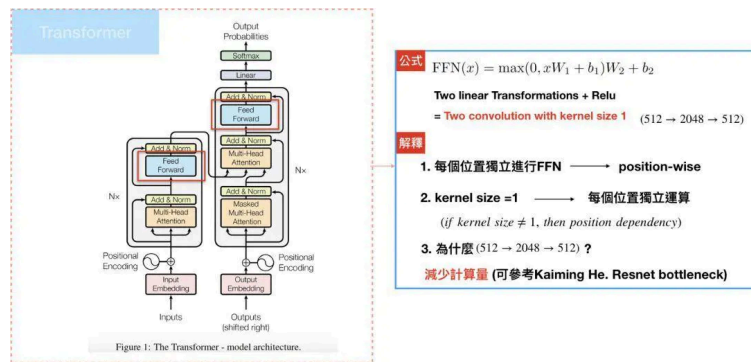 Transformer
Output
Probabilities
Softmax
Linear
Add & Norm
Feed
Forward
Add & Norm
Multi-Head
Attention
Add & Norm
Masked
Multi-Head
Attention
N×
Add & Norm
Feed
Forward
Add & Norm
Multi-Head
Attention
N×
Positional
Encoding
Positional
Encoding
Input
Embedding
Output
Embedding
Inputs
Outputs
(shifted right)
Figure 1: The Transformer - model architecture.
公式
FFN(x) = max(0, xW₁ + b₁)W₂ + b₂
Two linear Transformations + Relu
= Two convolution with kernel size 1 (512 → 2048 → 512)
解釋
1. 每個位置獨立進行FFN ⟶ position-wise
2. kernel size =1 ⟶ 每個位置獨立運算
(if kernel size ≠ 1, then position dependency)
3. 為什麼 (512 → 2048 → 512) ?
減少計算量 (可參考Kaiming He. Resnet bottleneck)